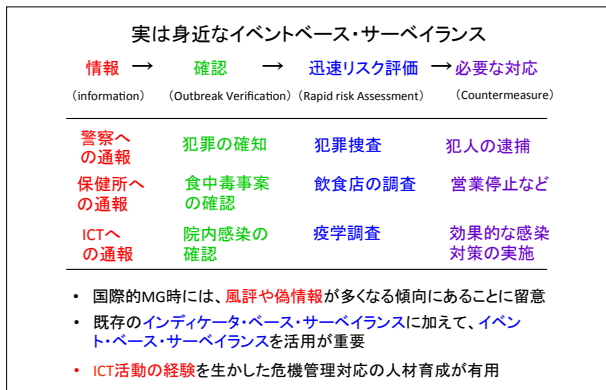 実は身近なイベントベース・サーベイランス
情報 → 確認 → 迅速リスク評価 → 必要な対応
（information） （Outbreak Verification） （Rapid risk Assessment） （Countermeasure）
警察へ 犯罪の確知 犯罪捜査 犯人の逮捕
の通報
保健所へ 食中毒事案 飲食店の調査 営業停止など
の通報 の確認
ICTへ 院内感染の 疫学調査 効果的な感染
の通報 確認 対策の実施
• 国際的MG時には、風評や偽情報が多くなる傾向にあることに留意
• 既存のインディケータ・ベース・サーベイランスに加えて、イベン
ト・ベース・サーベイランスを活用が重要
• ICT活動の経験を生かした危機管理対応の人材育成が有用